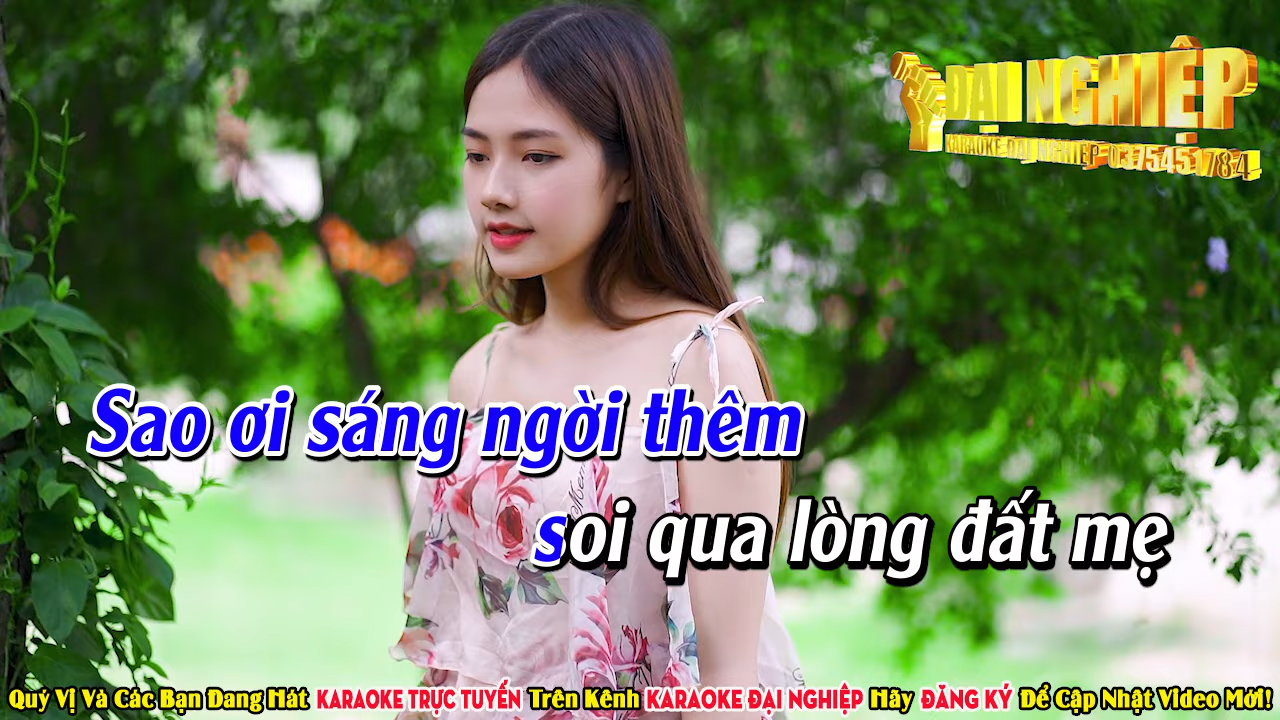 ĐẠI NGHIỆP
KARAOKE ĐẠI NGHIỆP 0375451784
Sao ơi sáng ngời thêm
soi qua lòng đất mẹ
Quý Vị Và Các Bạn Đang Hát KARAOKE TRỰC TUYẾN Trên Kênh KARAOKE ĐẠI NGHIỆP Hãy ĐĂNG KÝ Để Cập Nhật Video Mới!